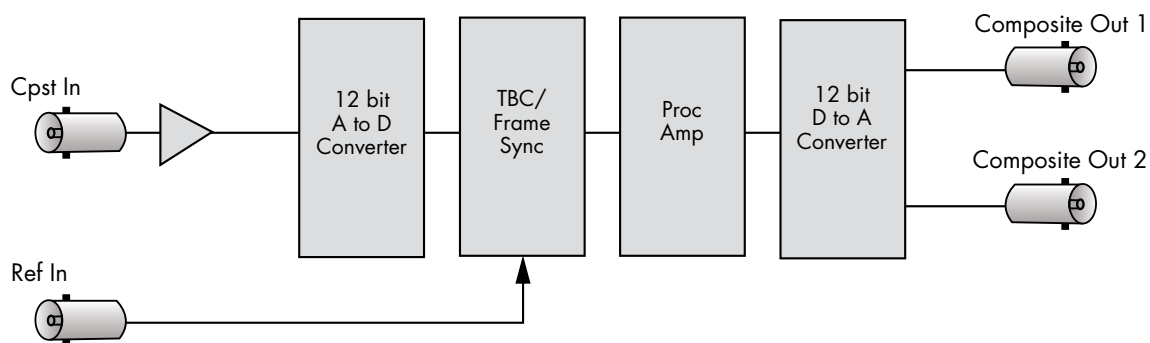 Cpst In
12 bit
A to D
Converter
TBC/
Frame
Sync
Proc
Amp
12 bit
D to A
Converter
Composite Out 1
Composite Out 2
Ref In